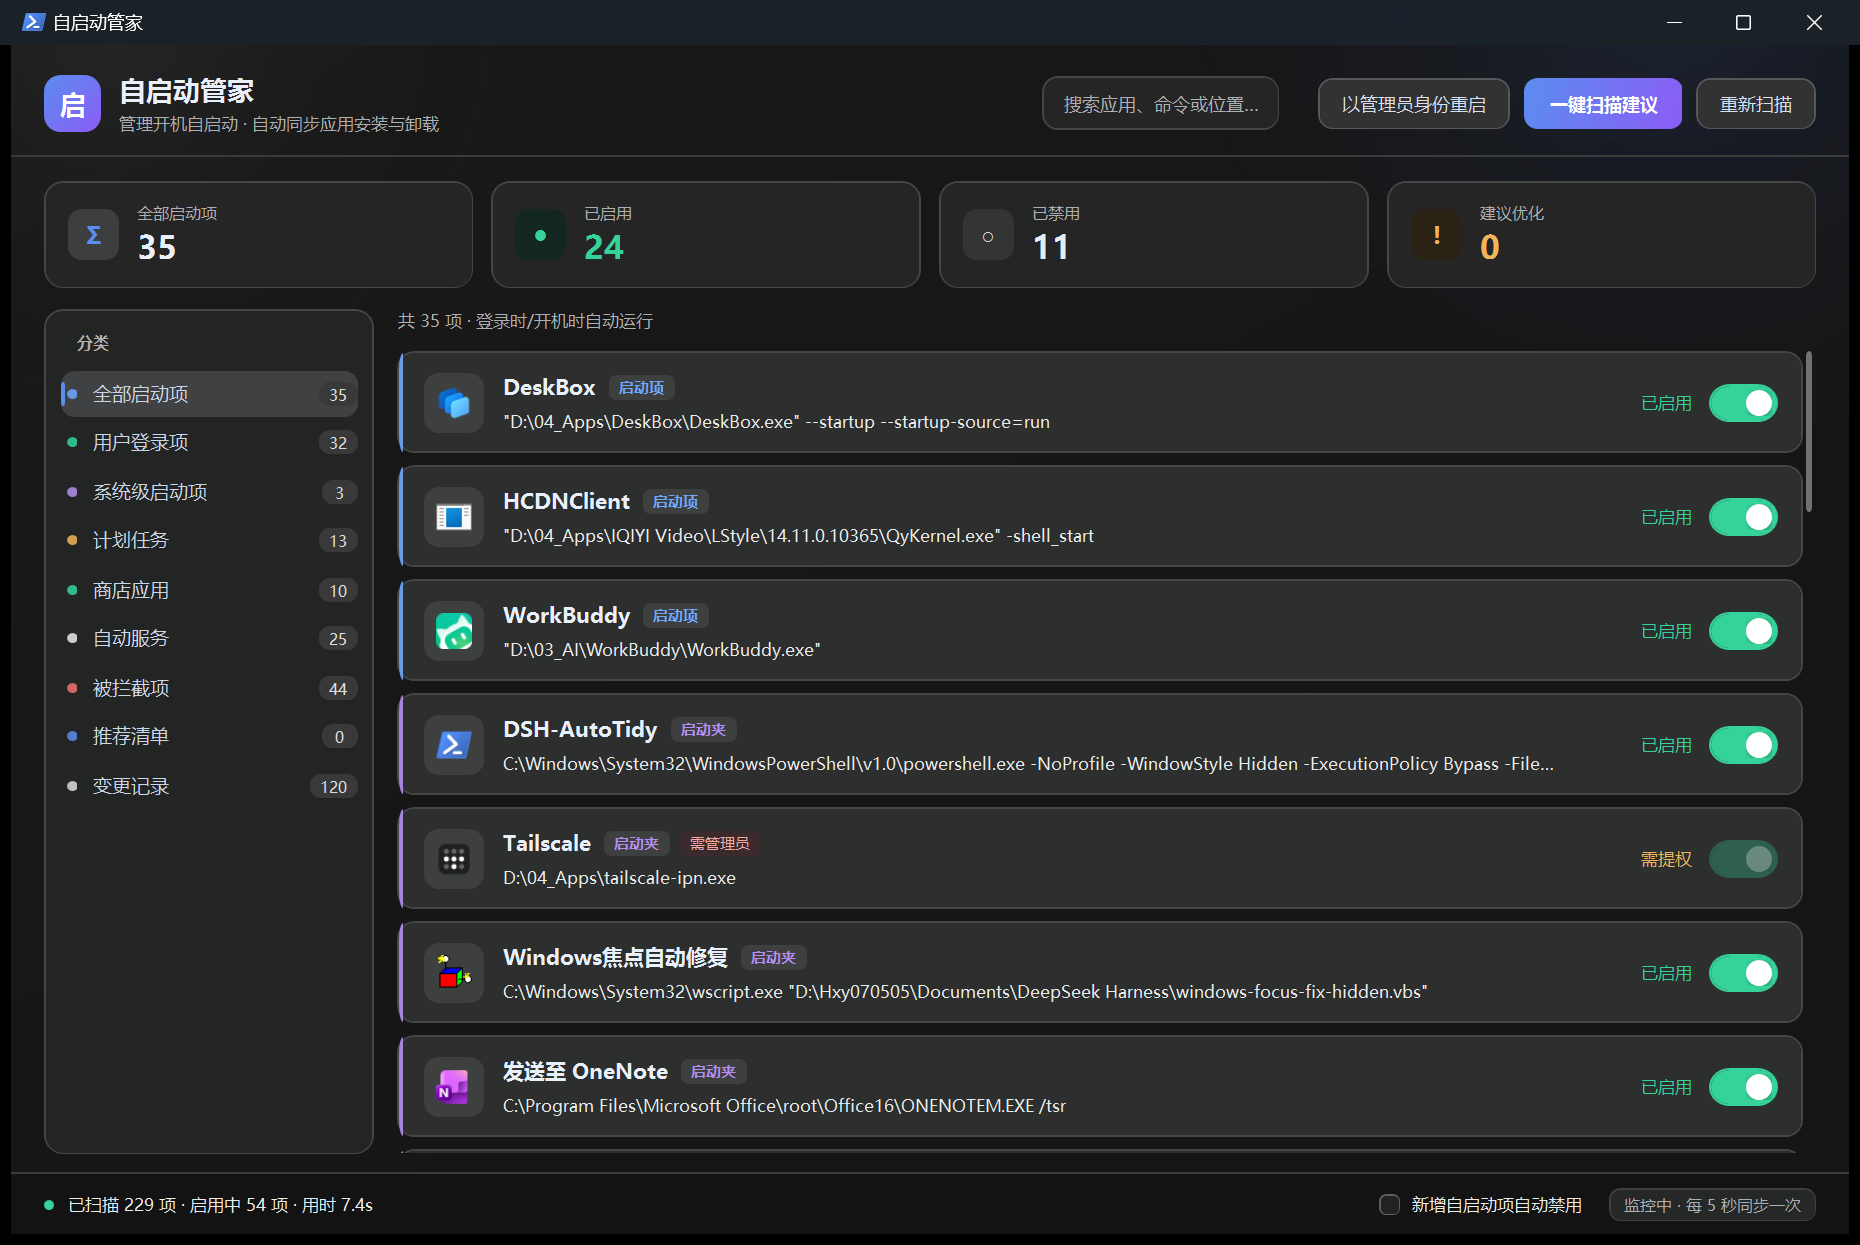 自启动管家
启
自启动管家
管理开机自启动 · 自动同步应用安装与卸载
搜索应用、命令或位置...
以管理员身份重启
一键扫描建议
重新扫描
Σ
全部启动项
35
已启用
24
已禁用
11
!
建议优化
0
分类
全部启动项 35
用户登录项 32
系统级启动项 3
计划任务 13
商店应用 10
自动服务 25
被拦截项 44
推荐清单 0
变更记录 120
共 35 项 · 登录时/开机时自动运行
DeskBox 启动项
"D:\04_Apps\DeskBox\DeskBox.exe" --startup --startup-source=run
已启用
HCDNClient 启动项
"D:\04_Apps\IQIYI Video\LStyle\14.11.0.10365\QyKernel.exe" -shell_start
已启用
WorkBuddy 启动项
"D:\03_AI\WorkBuddy\WorkBuddy.exe"
已启用
DSH-AutoTidy 启动夹
C:\Windows\System32\WindowsPowerShell\v1.0\powershell.exe -NoProfile -WindowStyle Hidden -ExecutionPolicy Bypass -File...
已启用
Tailscale 启动夹 需管理员
D:\04_Apps\tailscale-ipn.exe
需提权
Windows焦点自动修复 启动夹
C:\Windows\System32\wscript.exe "D:\Hxy070505\Documents\DeepSeek Harness\windows-focus-fix-hidden.vbs"
已启用
N
发送至 OneNote 启动夹
C:\Program Files\Microsoft Office\root\Office16\ONENOTEM.EXE /tsr
已启用
已扫描 229 项 · 启用中 54 项 · 用时 7.4s
新增自启动项自动禁用
监控中 · 每 5 秒同步一次